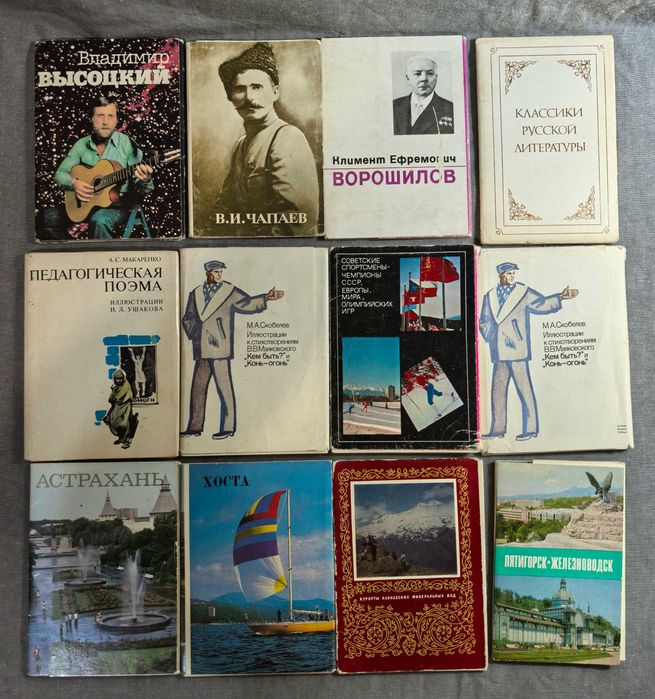 Владимир
ВЫСОЦКИЙ
В.И. ЧАПАЕВ
Климент Ефремович
ВОРОШИЛОВ
КЛАССИКИ
РУССКОЙ
ЛИТЕРАТУРЫ
А.С. МАКАРЕНКО
ПЕДАГОГИЧЕСКАЯ
ПОЭМА
ИЛЛЮСТРАЦИИ
И. Л. УШАКОВА
ПОМОГИ
М.А.Скобелев
Иллюстрации
к стихотворениям
В.В.Маяковского
„Кем быть?" и
„Конь–огонь"
СОВЕТСКИЕ
СПОРТСМЕНЫ–
ЧЕМПИОНЫ
СССР,
ЕВРОПЫ,
МИРА,
ОЛИМПИЙСКИХ
ИГР
М.А.Скобелев
Иллюстрации
к стихотворениям
В.В.Маяковского
„Кем быть?" и
„Конь–огонь"
АСТРАХАНЬ
ХОСТА
КУРОРТЫ КАВКАЗСКИХ МИНЕРАЛЬНЫХ ВОД
ПЯТИГОРСК·ЖЕЛЕЗНОВОДСК